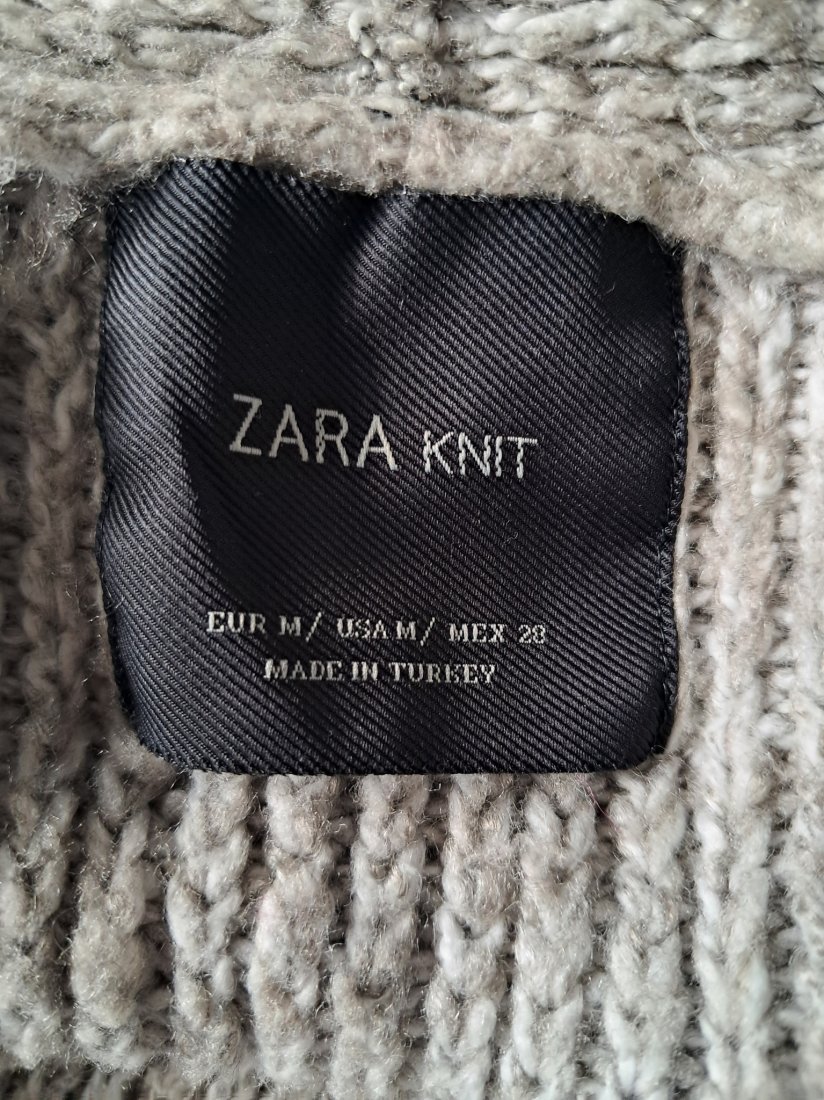 ZARA KNIT
EUR M/ USA M/ MEX 28
MADE IN TURKEY